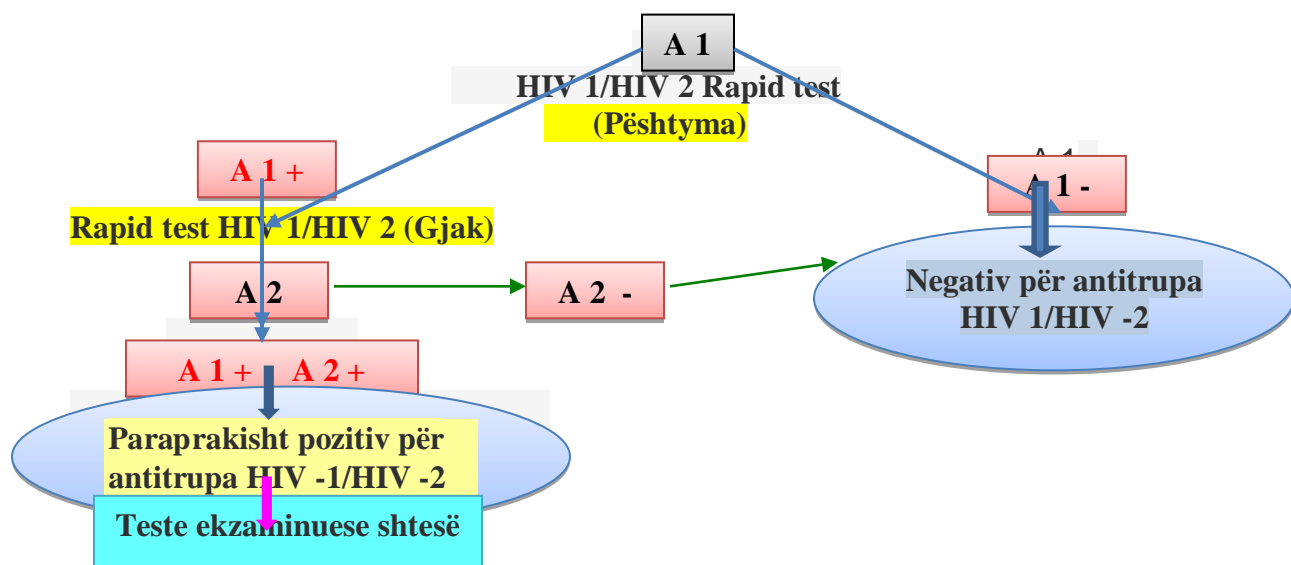 A 1
HIV 1/HIV 2 Rapid test
(Pështyma)
A 1 +
A 1 -
Rapid test HIV 1/HIV 2 (Gjak)
A 2
A 2 -
Negativ për antitrupa
HIV 1/HIV -2
A 1 + A 2 +
Paraprakisht pozitiv për
antitrupa HIV -1/HIV -2
Teste ekzaminuese shtesë